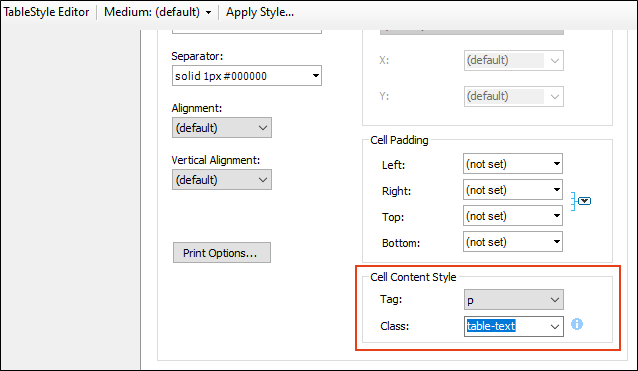 TableStyle Editor Medium: (default) Apply Style...
Separator:
solid 1px #000000
Alignment:
(default)
Vertical Alignment:
(default)
Print Options...
X: (default)
Y: (default)
Cell Padding
Left: (not set)
Right: (not set)
Top: (not set)
Bottom: (not set)
Cell Content Style
Tag: p
Class: table-text